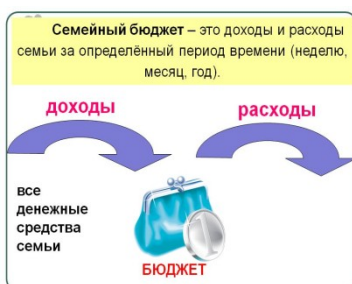 Семейный бюджет – это доходы и расходы
семьи за определённый период времени (неделю,
месяц, год).
доходы
расходы
все
денежные
средства
семьи
БЮДЖЕТ